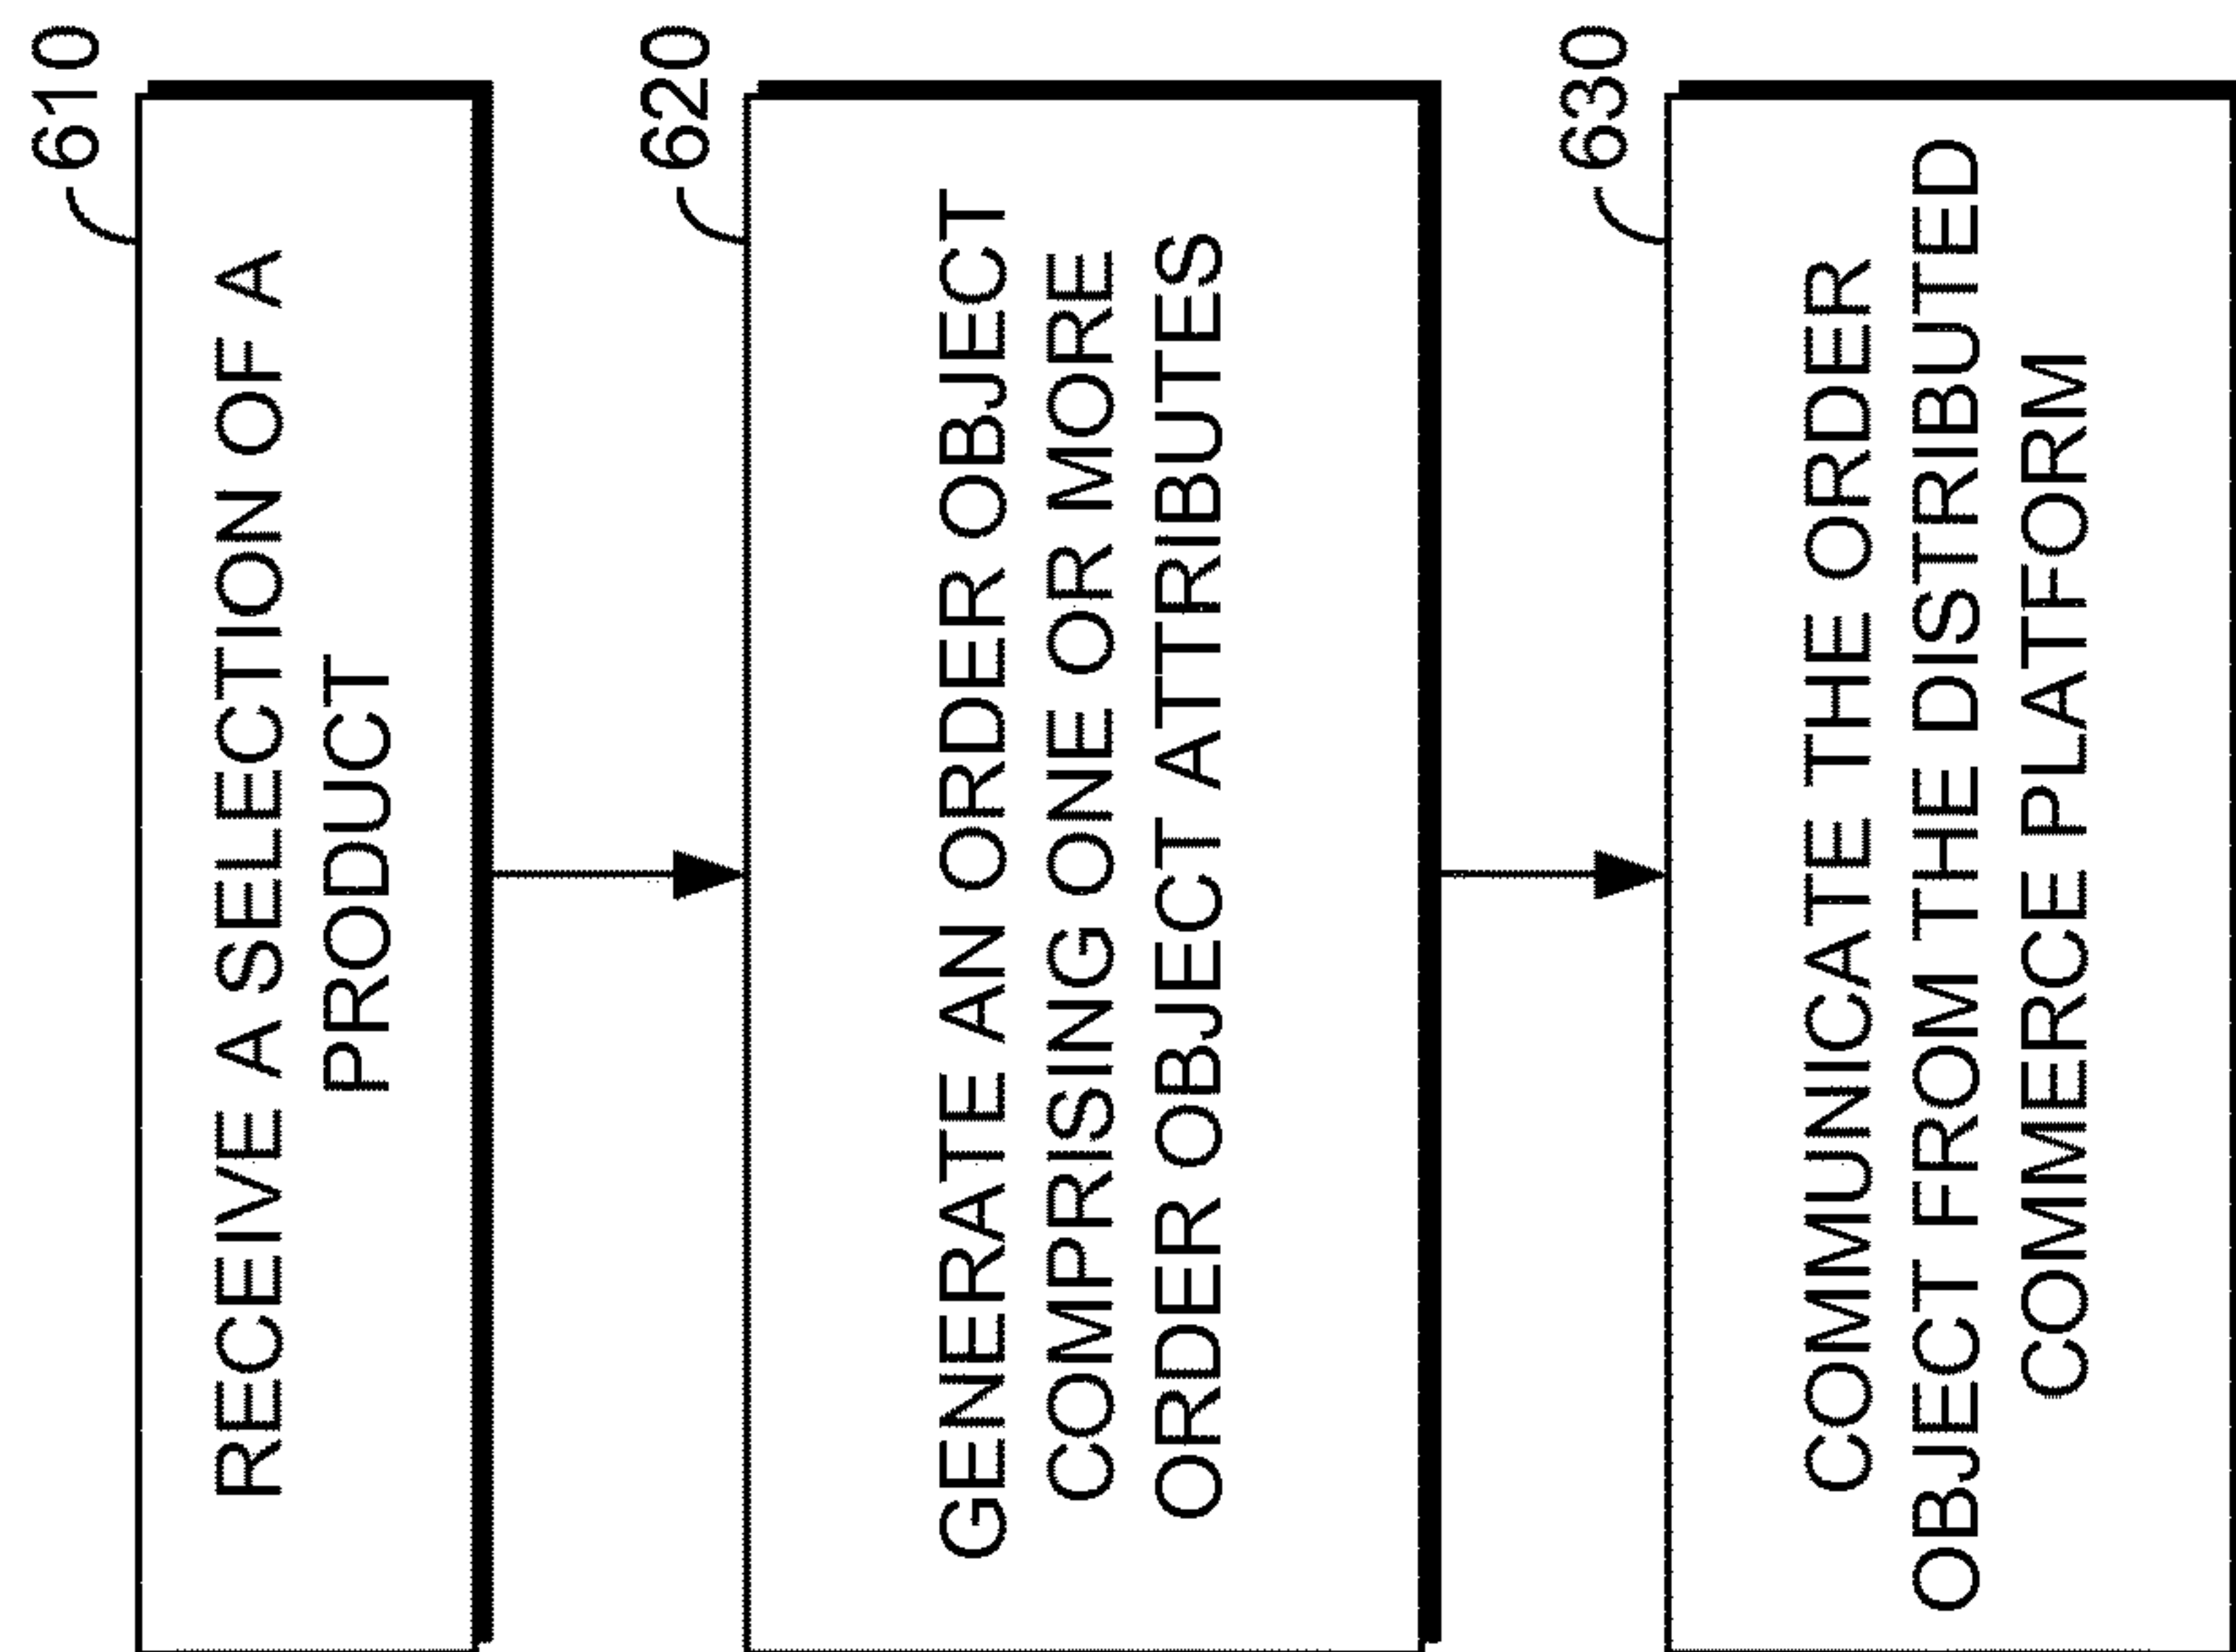 610
RECEIVE A SELECTION OF A
PRODUCT
620
GENERATE AN ORDER OBJECT
COMPRISING ONE OR MORE
ORDER OBJECT ATTRIBUTES
630
COMMUNICATE THE ORDER
OBJECT FROM THE DISTRIBUTED
COMMERCE PLATFORM